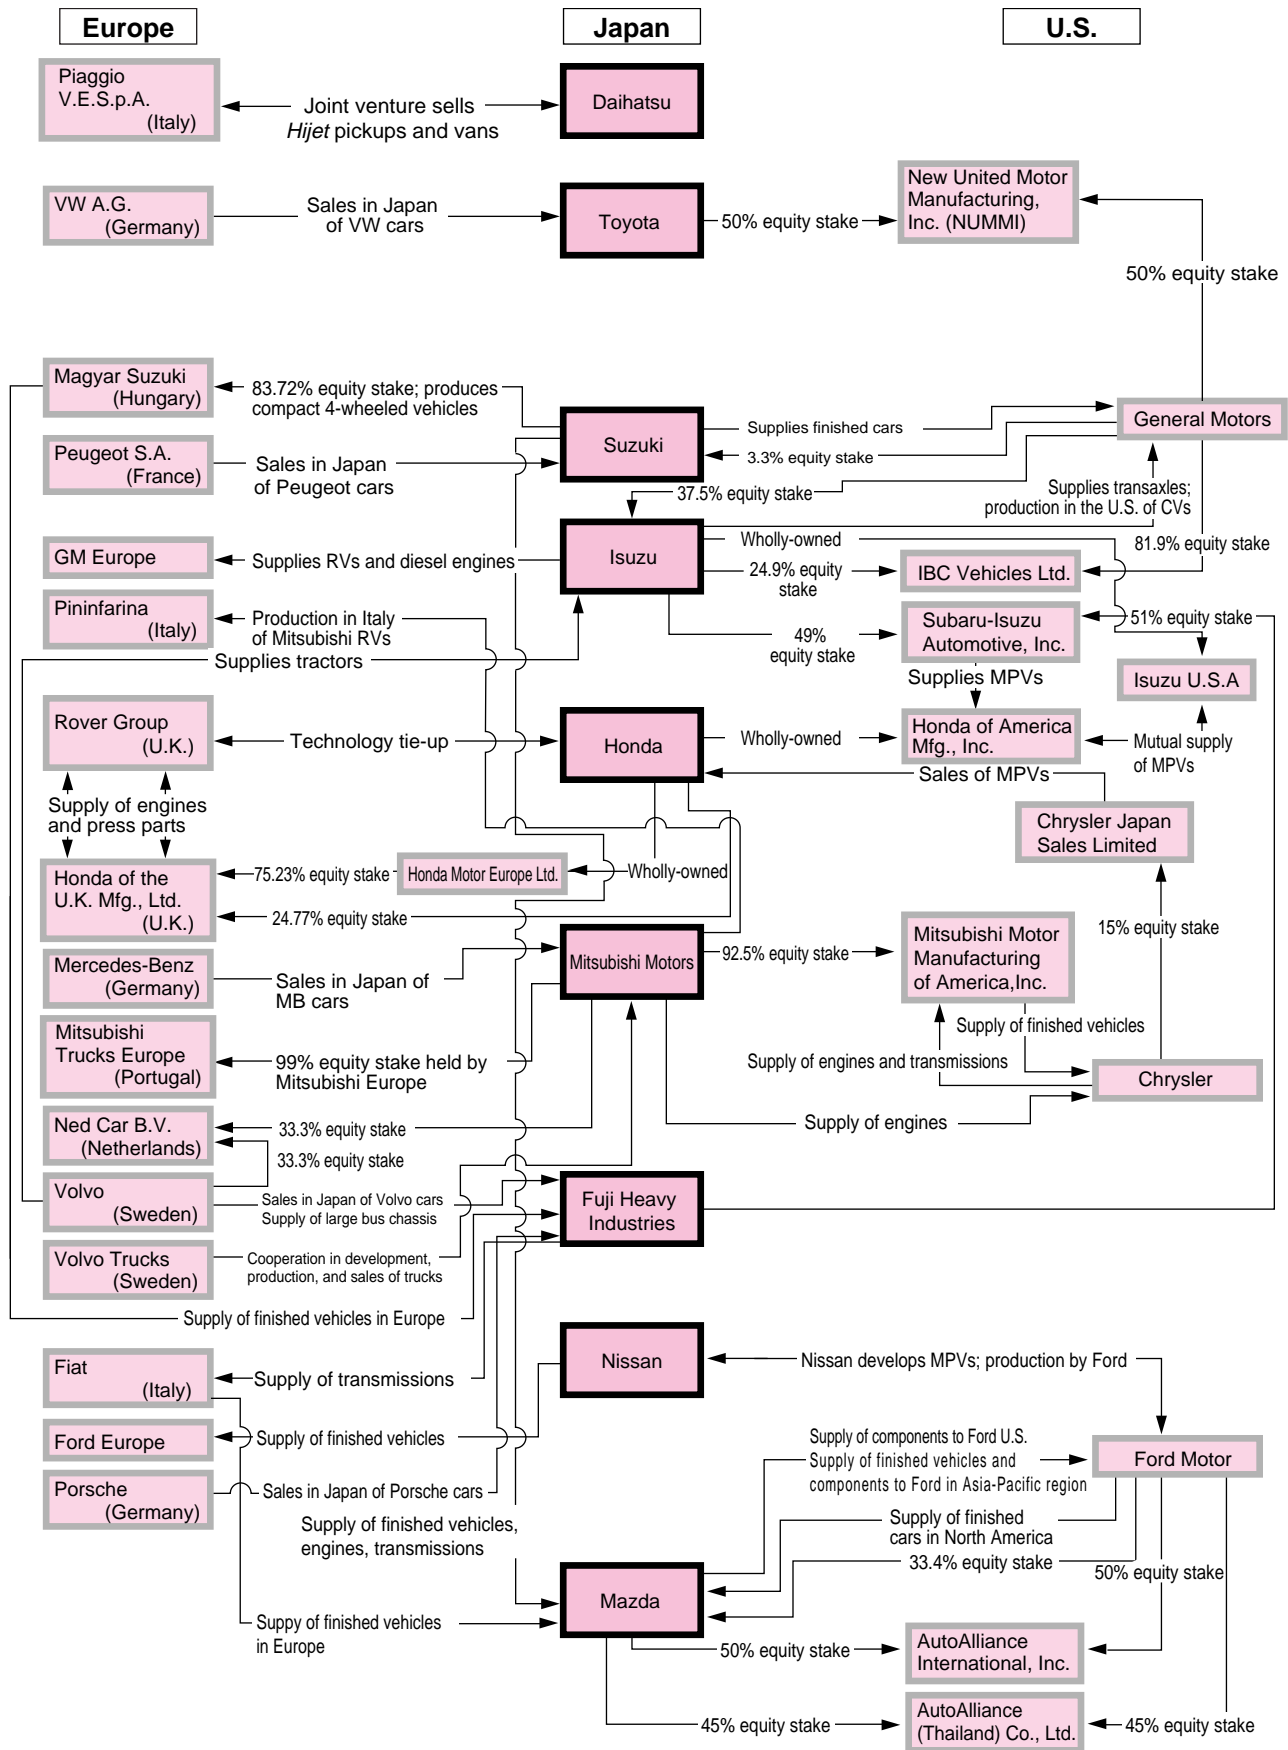 Europe
Japan
U.S.
Piaggio
V.E.S.p.A.
(Italy)
Joint venture sells
Hijet pickups and vans
Daihatsu
VW A.G.
(Germany)
Sales in Japan
of VW cars
Toyota
50% equity stake
New United Motor
Manufacturing,
Inc. (NUMMI)
50% equity stake
Magyar Suzuki
(Hungary)
83.72% equity stake; produces
compact 4-wheeled vehicles
Peugeot S.A.
(France)
Sales in Japan
of Peugeot cars
Suzuki
Supplies finished cars
3.3% equity stake
General Motors
37.5% equity stake
Supplies transaxles;
production in the U.S. of CVs
GM Europe
Supplies RVs and diesel engines
Isuzu
Wholly-owned
24.9% equity
stake
IBC Vehicles Ltd.
81.9% equity stake
Pininfarina
(Italy)
Production in Italy
of Mitsubishi RVs
Supplies tractors
49%
equity stake
Subaru-Isuzu
Automotive, Inc.
51% equity stake
Supplies MPVs
Isuzu U.S.A
Rover Group
(U.K.)
Technology tie-up
Honda
Wholly-owned
Honda of America
Mfg., Inc.
Mutual supply
of MPVs
Sales of MPVs
Supply of engines
and press parts
Chrysler Japan
Sales Limited
Honda of the
U.K. Mfg., Ltd.
(U.K.)
75.23% equity stake
Honda Motor Europe Ltd.
Wholly-owned
24.77% equity stake
15% equity stake
Mercedes-Benz
(Germany)
Sales in Japan of
MB cars
Mitsubishi Motors
92.5% equity stake
Mitsubishi Motor
Manufacturing
of America,Inc.
Supply of finished vehicles
Mitsubishi
Trucks Europe
(Portugal)
99% equity stake held by
Mitsubishi Europe
Supply of engines and transmissions
Chrysler
Ned Car B.V.
(Netherlands)
33.3% equity stake
33.3% equity stake
Supply of engines
Volvo
(Sweden)
Sales in Japan of Volvo cars
Supply of large bus chassis
Fuji Heavy
Industries
Volvo Trucks
(Sweden)
Cooperation in development,
production, and sales of trucks
Supply of finished vehicles in Europe
Fiat
(Italy)
Supply of transmissions
Nissan
Nissan develops MPVs; production by Ford
Ford Europe
Supply of finished vehicles
Supply of components to Ford U.S.
Supply of finished vehicles and
components to Ford in Asia-Pacific region
Ford Motor
Porsche
(Germany)
Sales in Japan of Porsche cars
Supply of finished vehicles,
engines, transmissions
Supply of finished
cars in North America
33.4% equity stake
50% equity stake
Mazda
Suppy of finished vehicles
in Europe
50% equity stake
AutoAlliance
International, Inc.
45% equity stake
AutoAlliance
(Thailand) Co., Ltd.
45% equity stake